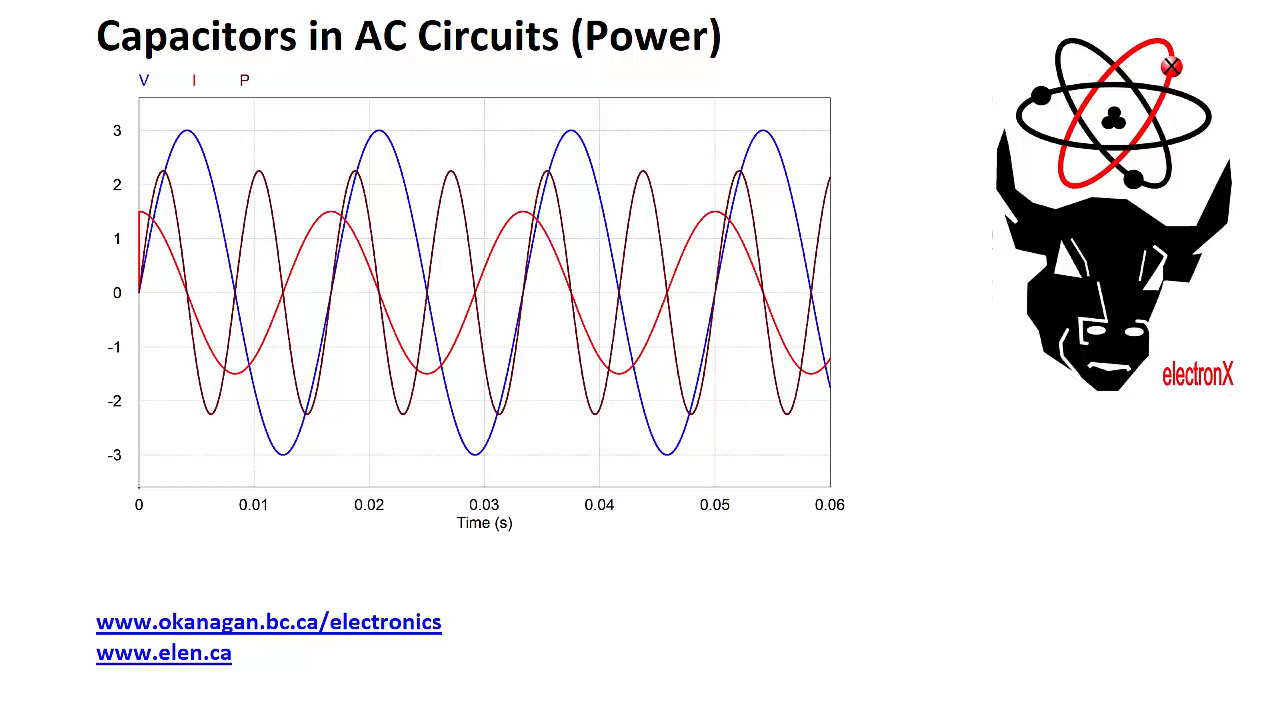 Capacitors in AC Circuits (Power)
V I P
3
2
1
0
-1
-2
-3
0 0.01 0.02 0.03 0.04 0.05 0.06
Time (s)
X
electronX
www.okanagan.bc.ca/electronics
www.elen.ca